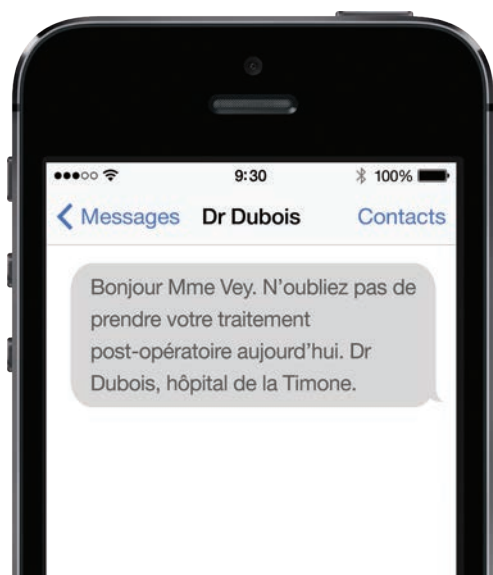 9:30 100%
Messages Dr Dubois Contacts
Bonjour Mme Vey. N’oubliez pas de
prendre votre traitement
post-opératoire aujourd’hui. Dr
Dubois, hôpital de la Timone.